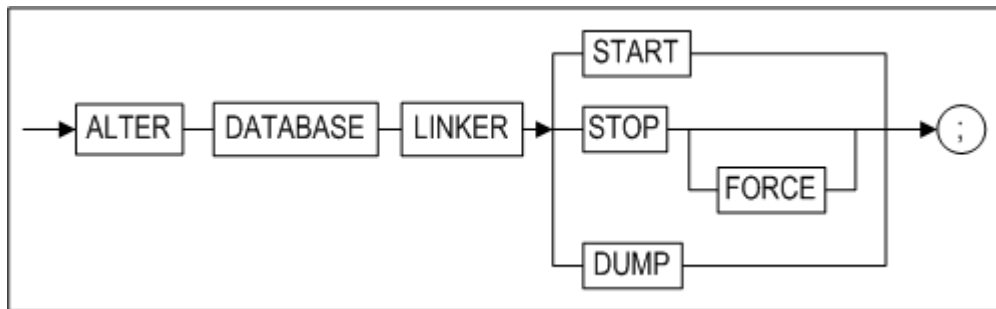 START
ALTER DATABASE LINKER STOP ;
FORCE
DUMP